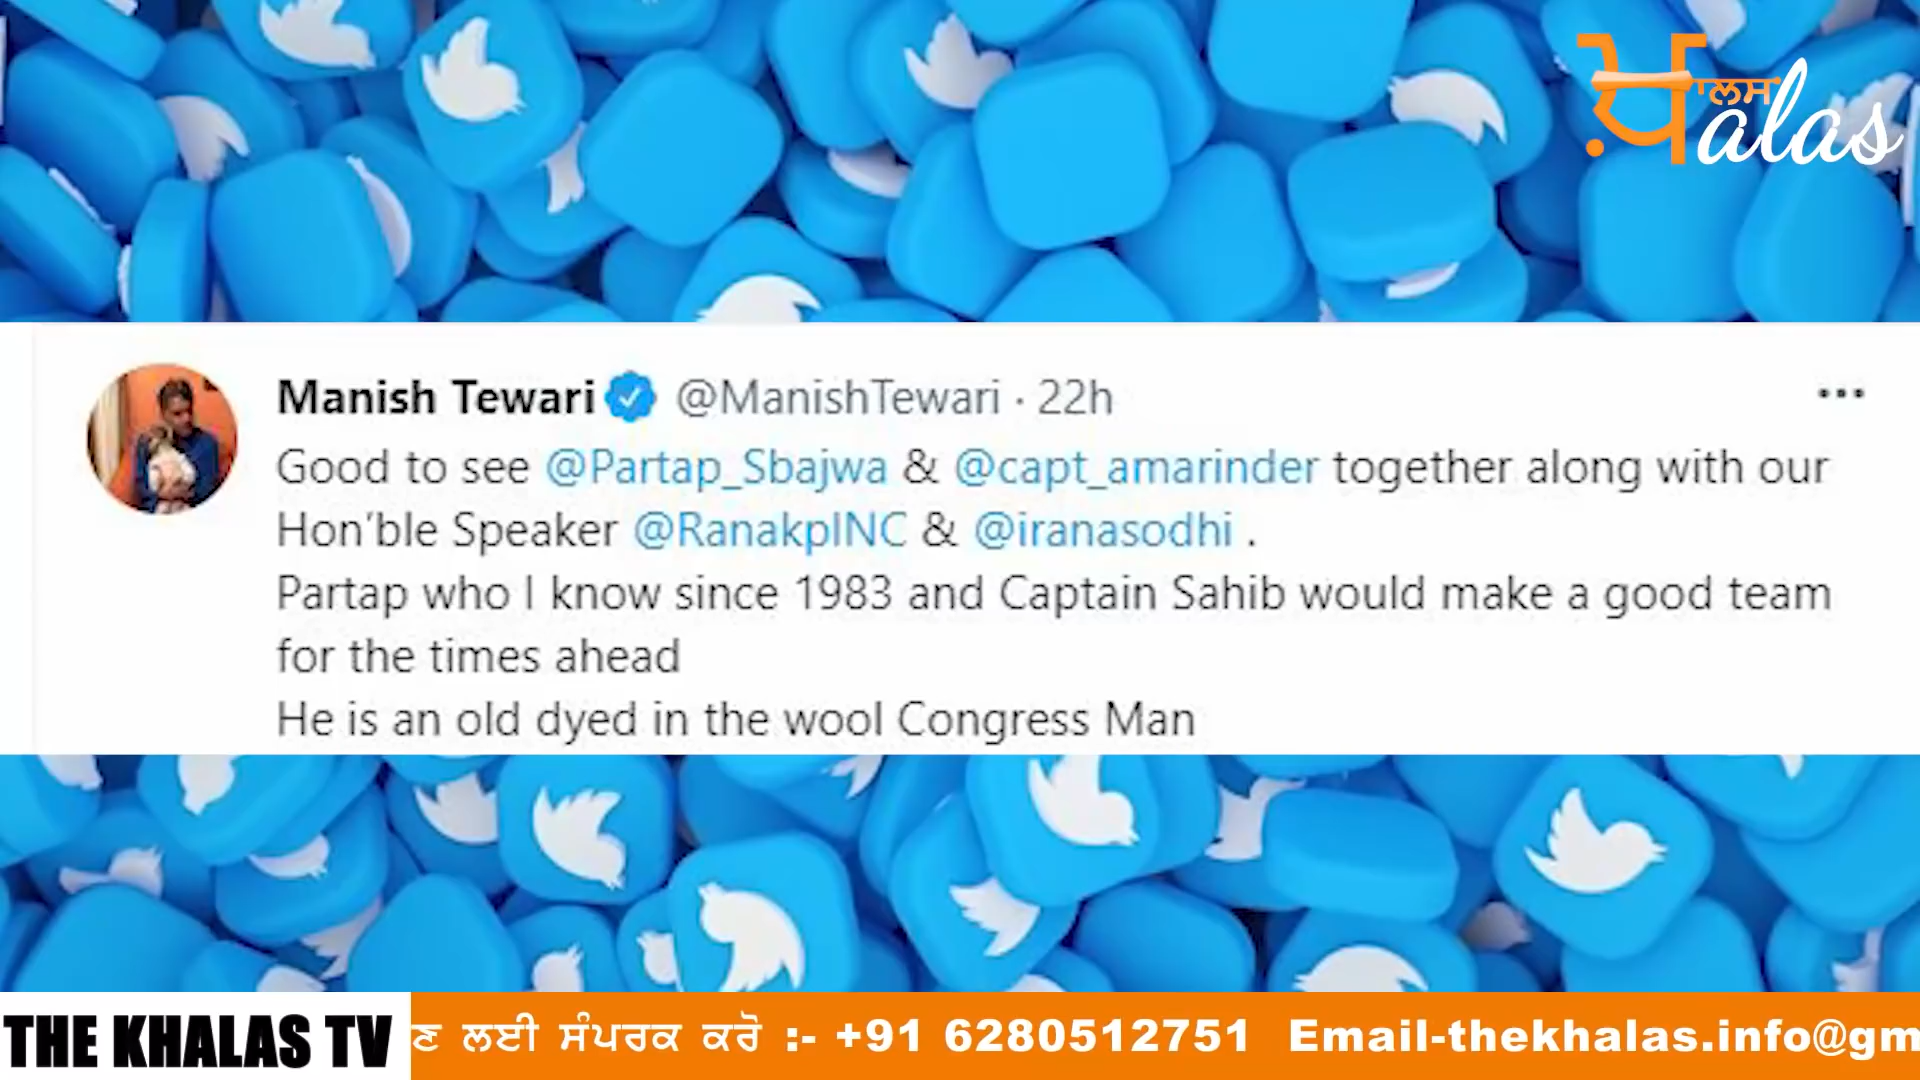 ਖ਼ਾਲਸ
alas
Manish Tewari @ManishTewari · 22h
Good to see @Partap_Sbajwa & @capt_amarinder together along with our
Hon'ble Speaker @RanakpINC & @iranasodhi .
Partap who I know since 1983 and Captain Sahib would make a good team
for the times ahead
He is an old dyed in the wool Congress Man
THE KHALAS TV
ਣ ਲਈ ਸੰਪਰਕ ਕਰੋ :- +91 6280512751 Email-thekhalas.info@gm